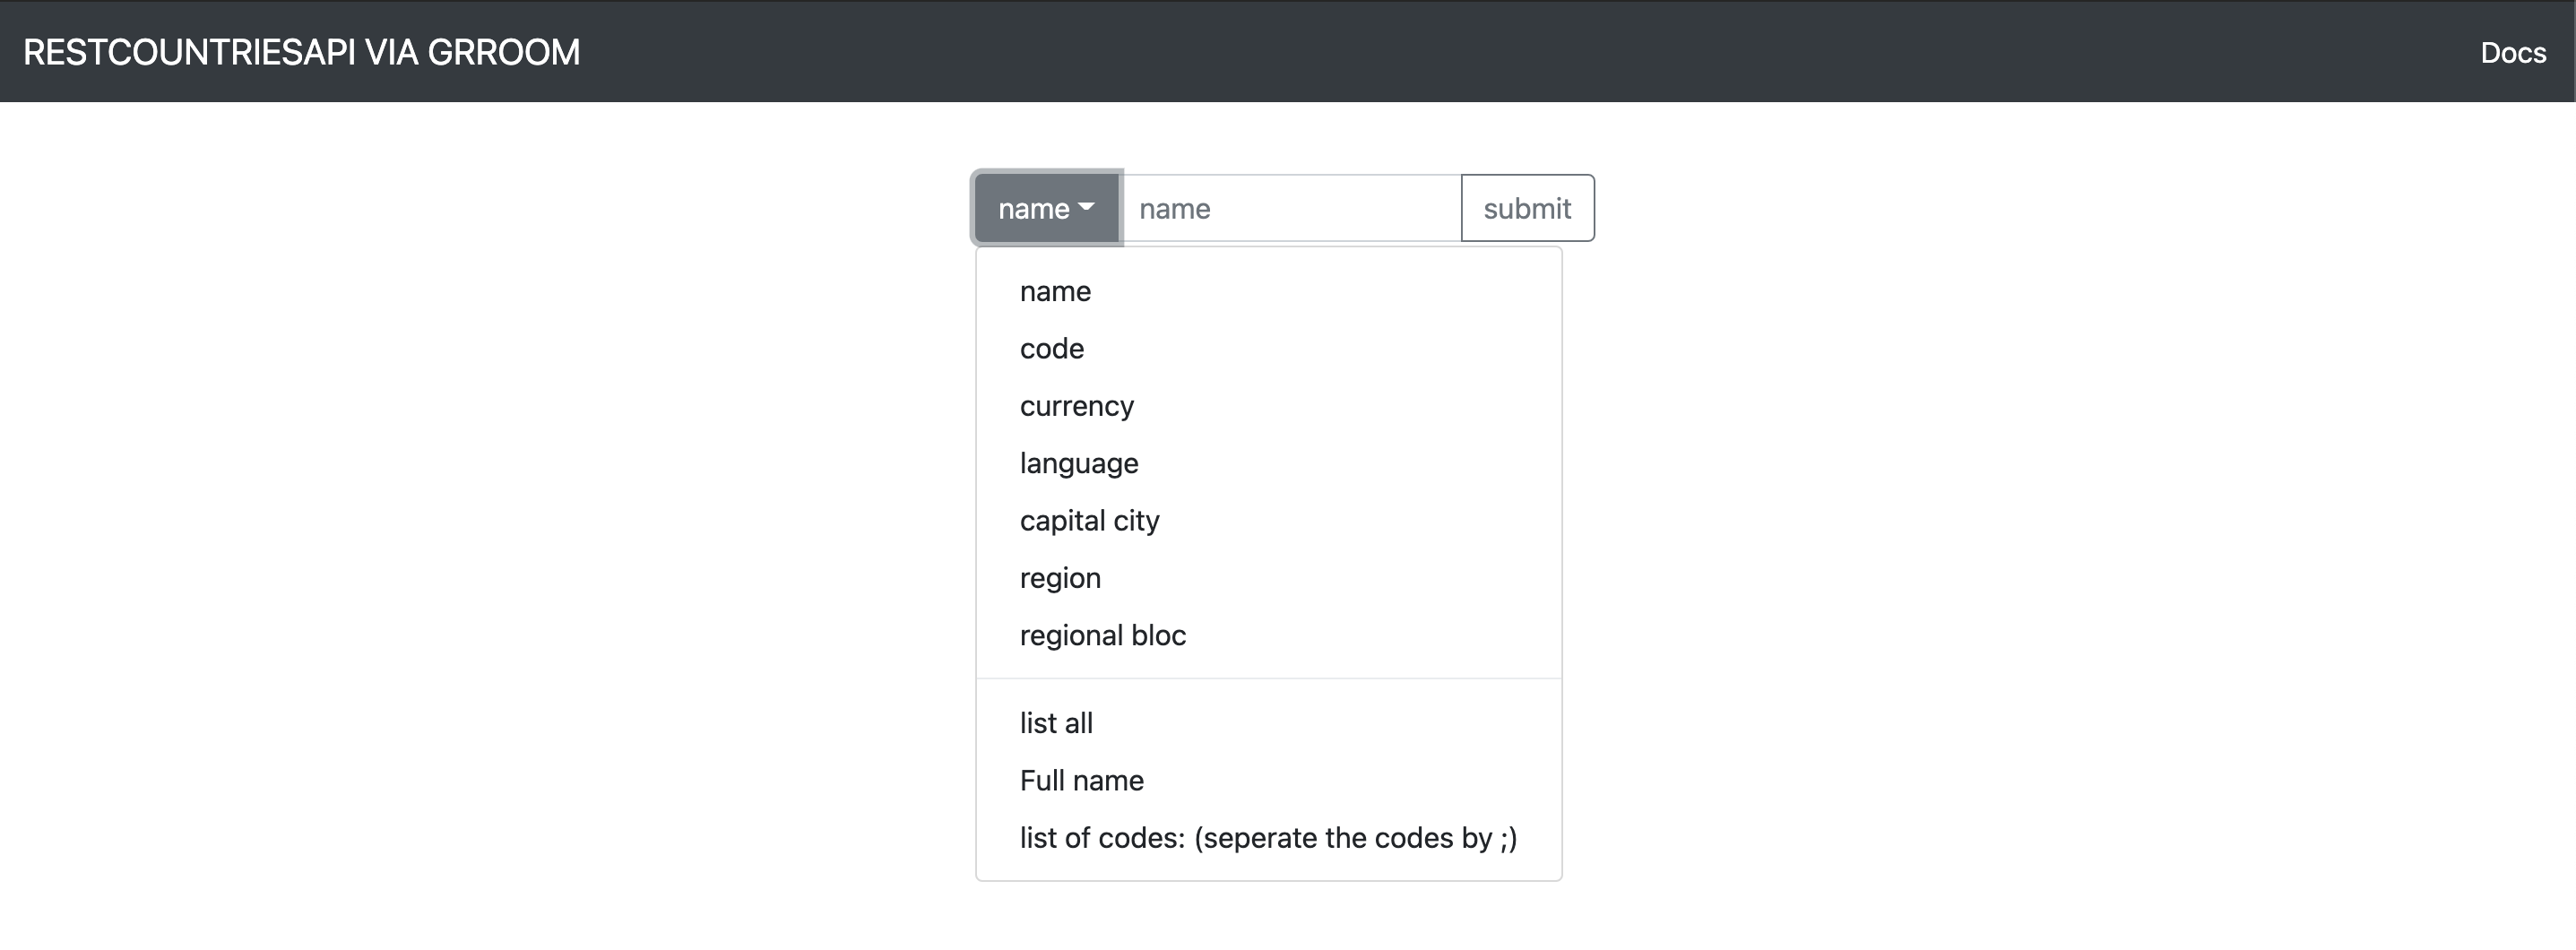 RESTCOUNTRIESAPI VIA GRROOM
Docs
name name submit
name
code
currency
language
capital city
region
regional bloc
list all
Full name
list of codes: (seperate the codes by ;)